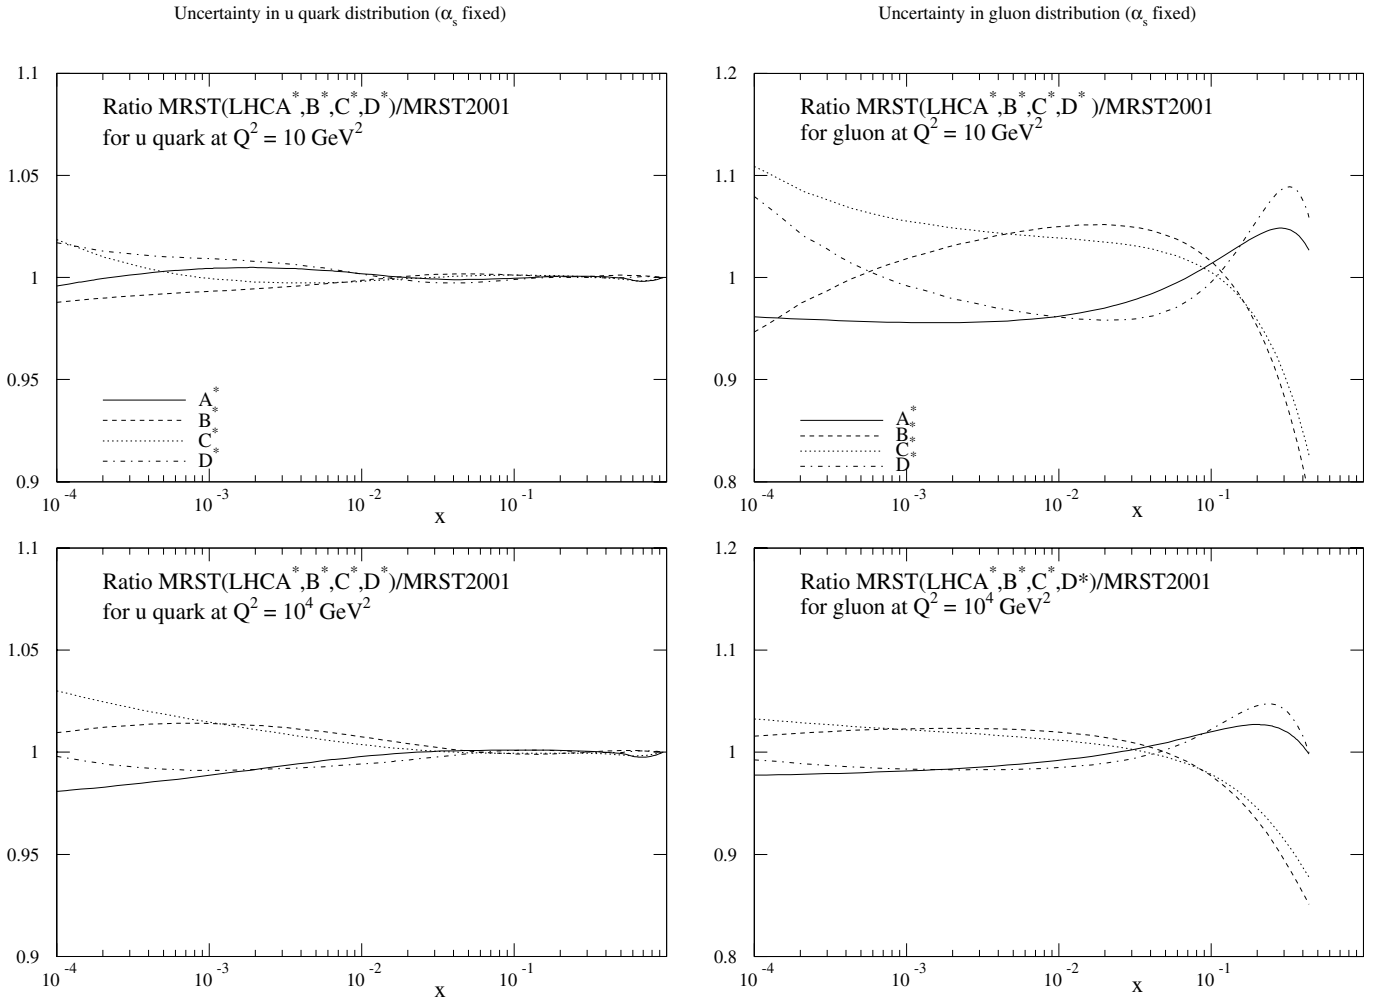 Uncertainty in u quark distribution (αs fixed)
1.1
1.05
1
0.95
0.9
Ratio MRST(LHCA*,B*,C*,D*)/MRST2001
for u quark at Q² = 10 GeV²
A*
B*
C*
D*
10⁻⁴
10⁻³
10⁻²
10⁻¹
x
Uncertainty in gluon distribution (αs fixed)
1.2
1.1
1
0.9
0.8
Ratio MRST(LHCA*,B*,C*,D* )/MRST2001
for gluon at Q² = 10 GeV²
A*
B*
C*
D*
10⁻⁴
10⁻³
10⁻²
10⁻¹
x
1.1
1.05
1
0.95
0.9
Ratio MRST(LHCA*,B*,C*,D*)/MRST2001
for u quark at Q² = 10⁴ GeV²
10⁻⁴
10⁻³
10⁻²
10⁻¹
x
1.2
1.1
1
0.9
0.8
Ratio MRST(LHCA*,B*,C*,D*)/MRST2001
for gluon at Q² = 10⁴ GeV²
10⁻⁴
10⁻³
10⁻²
10⁻¹
x